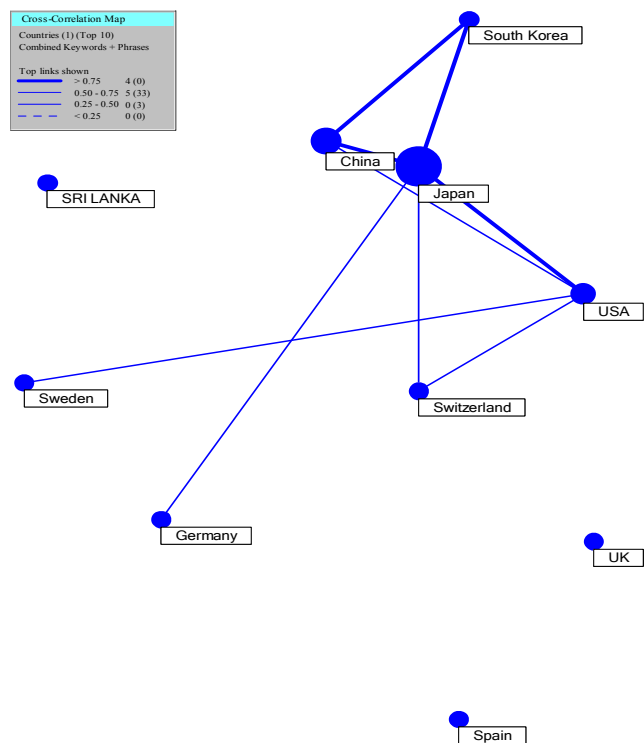 Cross-Correlation Map
Countries (1) (Top 10)
Combined Keywords + Phrases
Top links shown
> 0.75 4 (0)
0.50 - 0.75 5 (33)
0.25 - 0.50 0 (3)
< 0.25 0 (0)
South Korea
China
Japan
SRI LANKA
USA
Sweden
Switzerland
Germany
UK
Spain